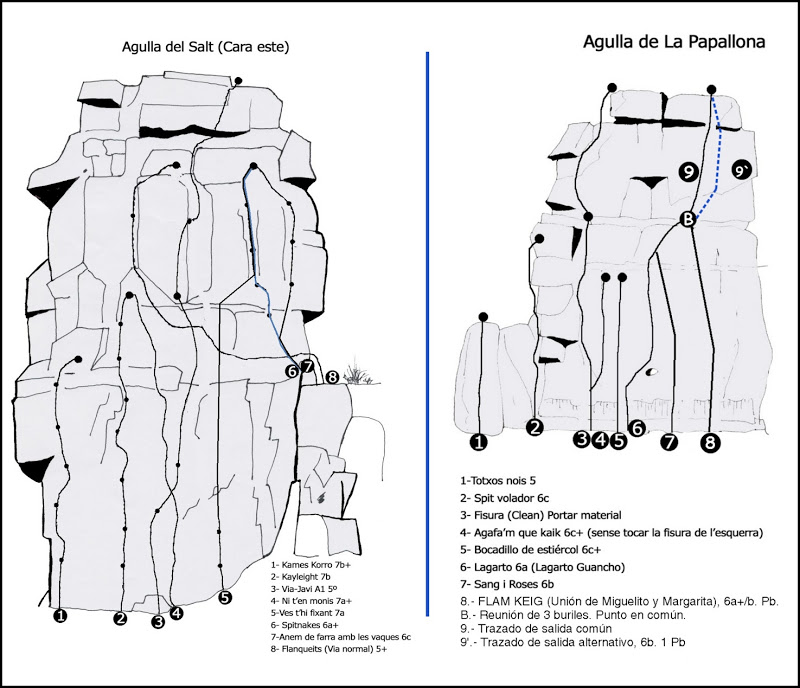 Agulla del Salt (Cara este)
6
7
8
1
2
3
4
5
1- Kames Korro 7b+
2- Kayleight 7b
3- Via-Javi A1 5º
4- Ni t'en monis 7a+
5-Ves t'hi fixant 7a
6- Spitnakes 6a+
7-Anem de farra amb les vaques 6c
8- Flanqueits (Via normal) 5+
Agulla de La Papallona
9
9`
B
1
2
3
4
5
6
7
8
1-Totxos nois 5
2- Spit volador 6c
3- Fisura (Clean) Portar material
4- Agafa'm que kaik 6c+ (sense tocar la fisura de l'esquerra)
5- Bocadillo de estiércol 6c+
6- Lagarto 6a (Lagarto Guancho)
7- Sang i Roses 6b
8.- FLAM KEIG (Unión de Miguelito y Margarita), 6a+/b. Pb.
B.- Reunión de 3 buriles. Punto en común.
9.- Trazado de salida común
9'.- Trazado de salida alternativo, 6b. 1 Pb